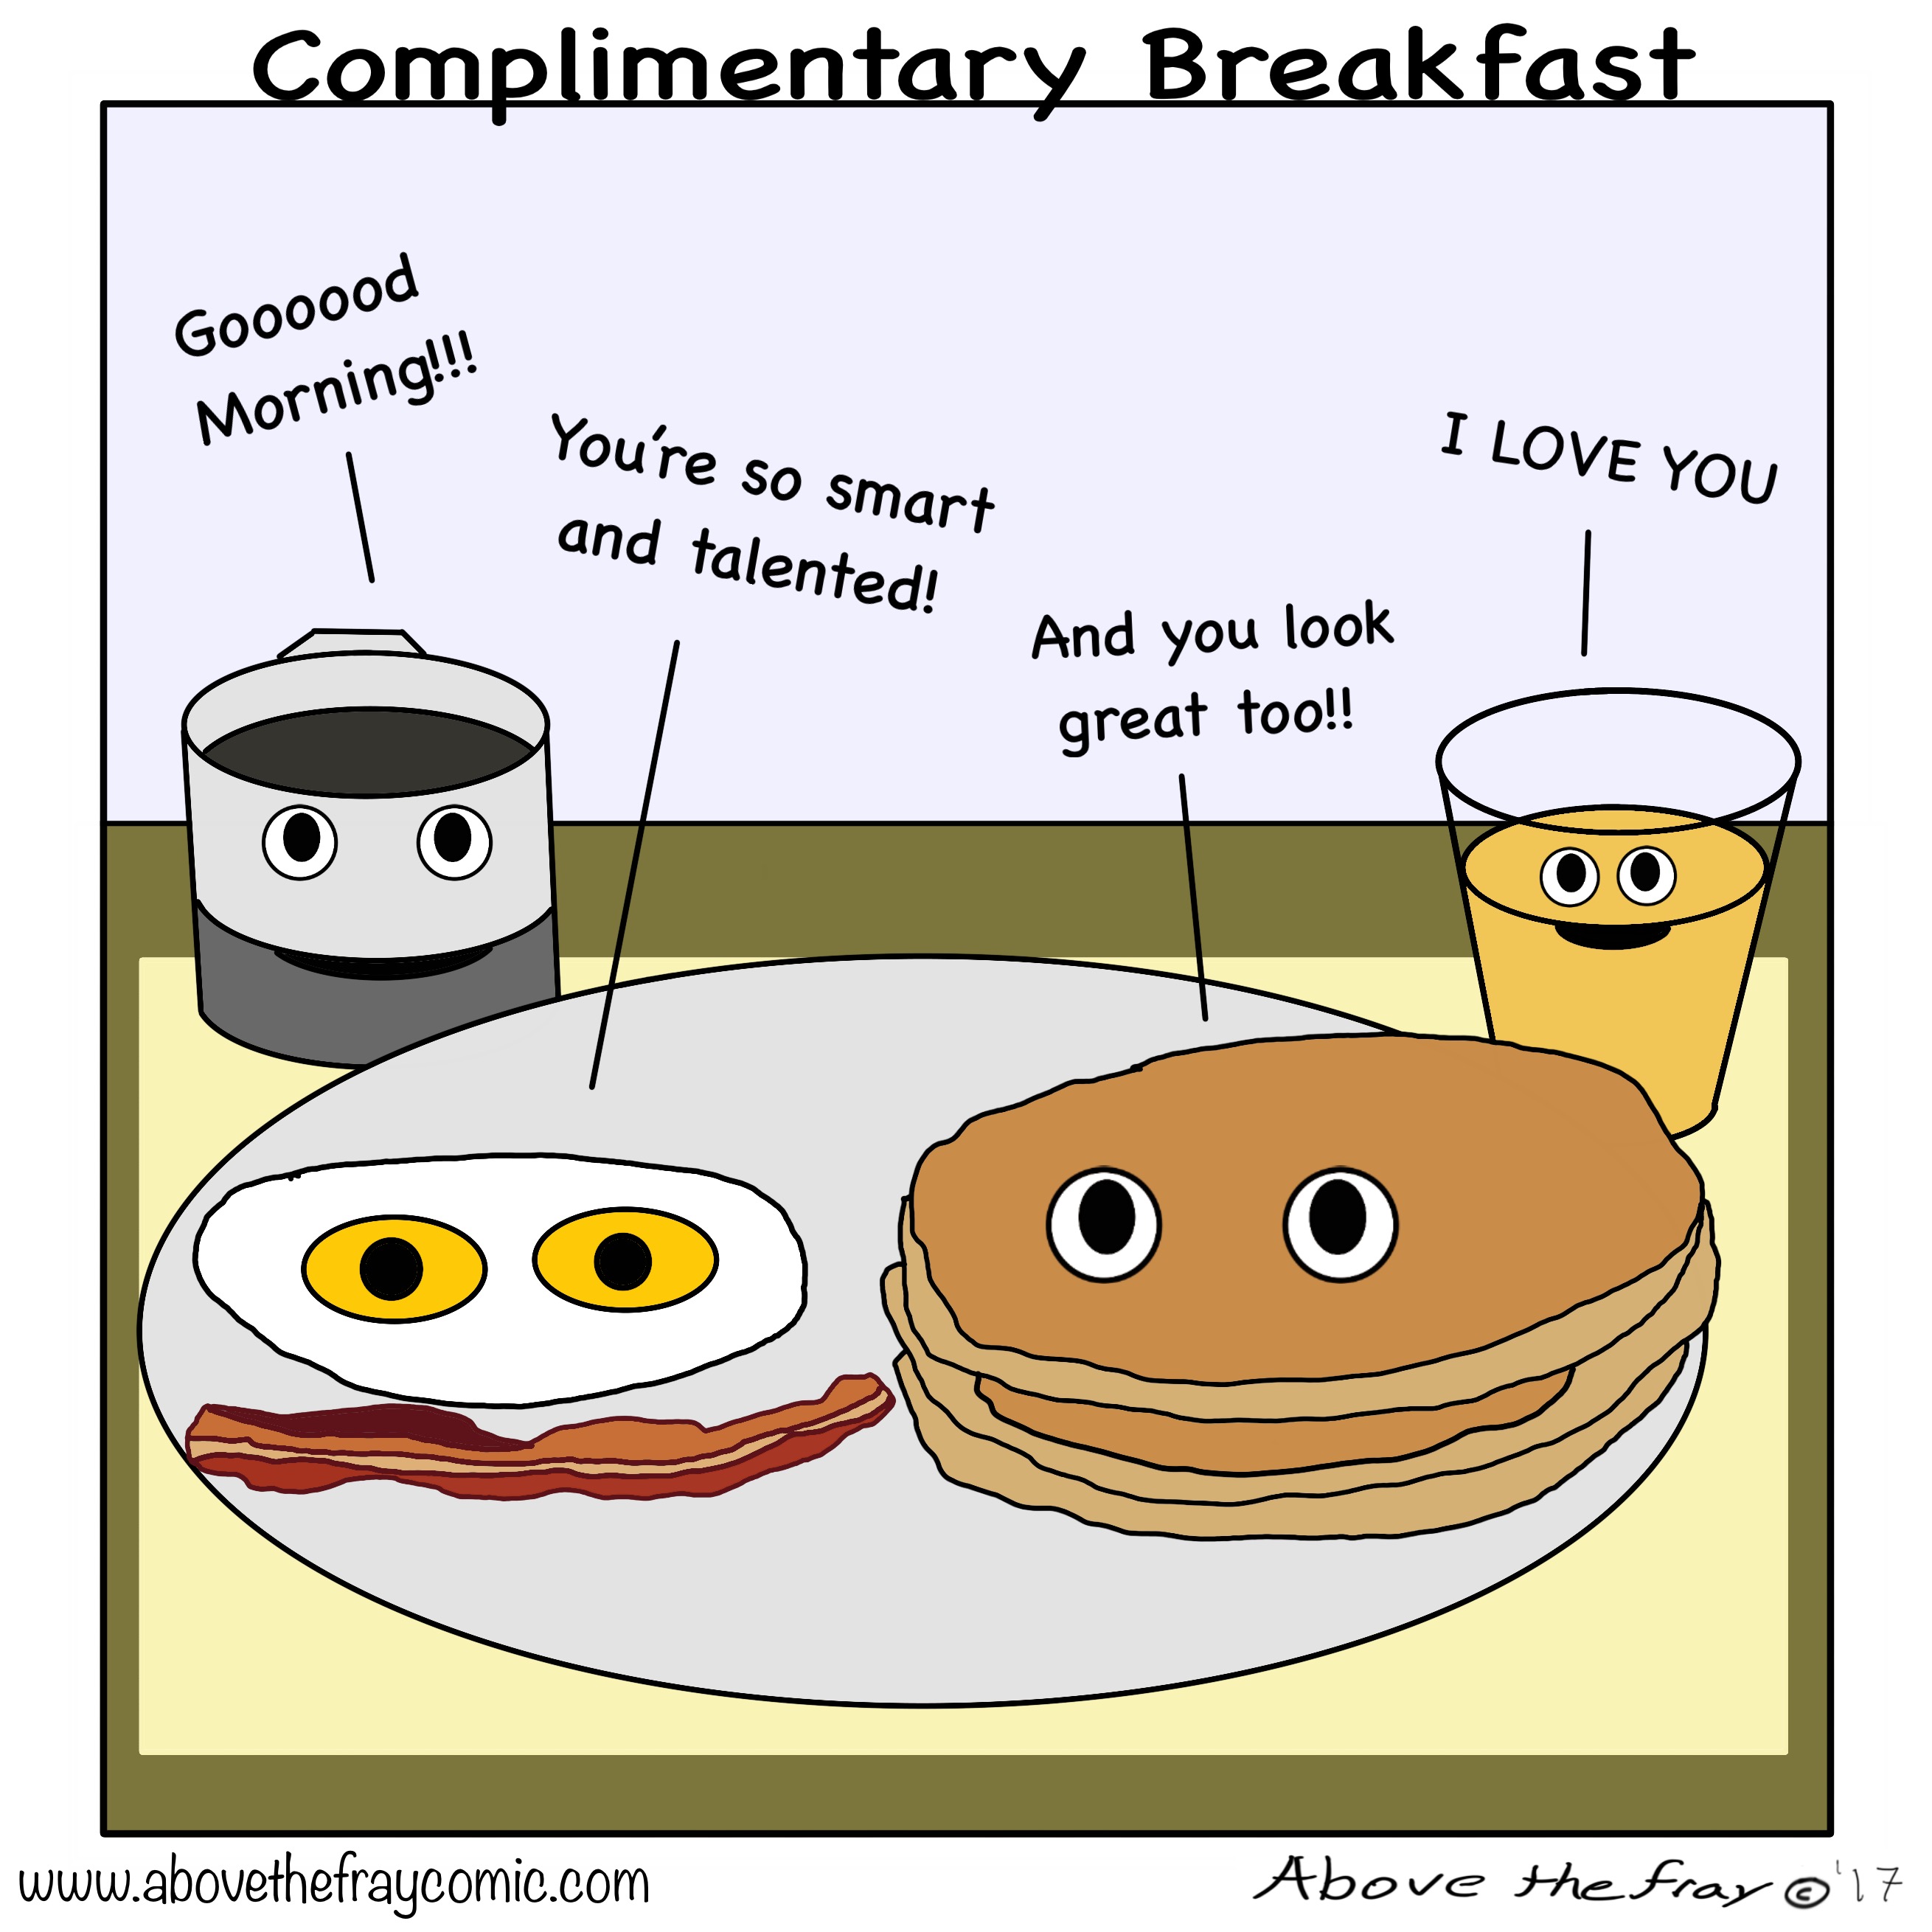 Complimentary Breakfast
Goooood
Morning!!!
You're so smart
and talented!
And you look
great too!!
I LOVE YOU
www.abovethefraycomic.com
Above the fray © '17